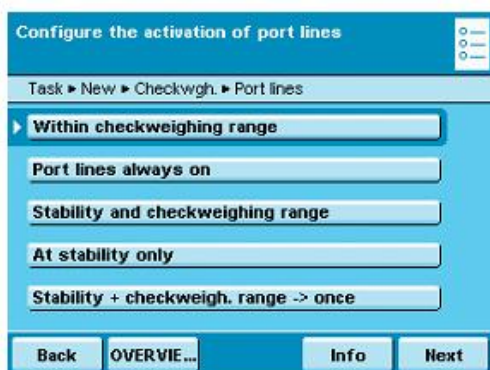 Configure the activation of port lines
Task ▸ New ▸ Checkwgh. ▸ Port lines
Within checkweighing range
Port lines always on
Stability and checkweighing range
At stability only
Stability + checkweigh. range -> once
Back OVERVIE... Info Next